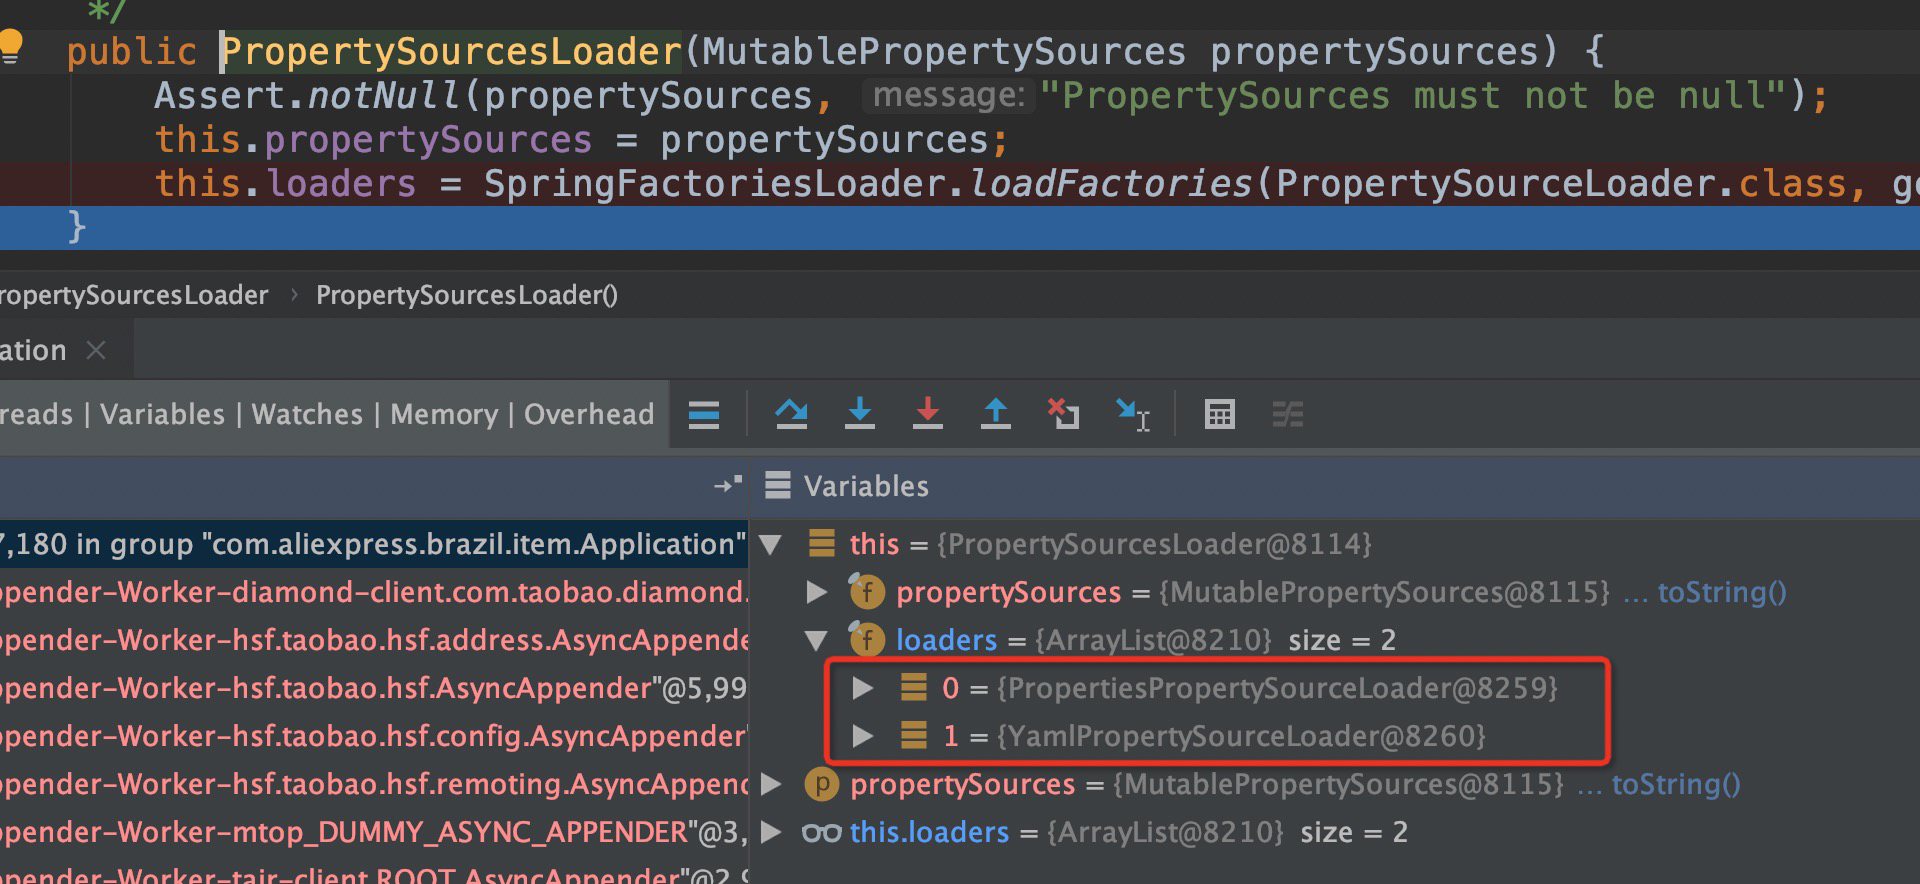 */
public PropertySourcesLoader(MutablePropertySources propertySources) {
Assert.notNull(propertySources, message: "PropertySources must not be null");
this.propertySources = propertySources;
this.loaders = SpringFactoriesLoader.loadFactories(PropertySourceLoader.class, ge
}
ropertySourcesLoader › PropertySourcesLoader()
ation ×
reads | Variables | Watches | Memory | Overhead
Variables
7,180 in group "com.aliexpress.brazil.item.Application"
ppender-Worker-diamond-client.com.taobao.diamond.
ppender-Worker-hsf.taobao.hsf.address.AsyncAppende
ppender-Worker-hsf.taobao.hsf.AsyncAppender"@5,99
ppender-Worker-hsf.taobao.hsf.config.AsyncAppender"
ppender-Worker-hsf.taobao.hsf.remoting.AsyncAppend
ppender-Worker-mtop_DUMMY_ASYNC_APPENDER"@3,
ppender-Worker-tair-client.ROOT.AsyncAppender"@2,9
this = {PropertySourcesLoader@8114}
f propertySources = {MutablePropertySources@8115} ... toString()
f loaders = {ArrayList@8210} size = 2
0 = {PropertiesPropertySourceLoader@8259}
1 = {YamlPropertySourceLoader@8260}
p propertySources = {MutablePropertySources@8115} ... toString()
this.loaders = {ArrayList@8210} size = 2